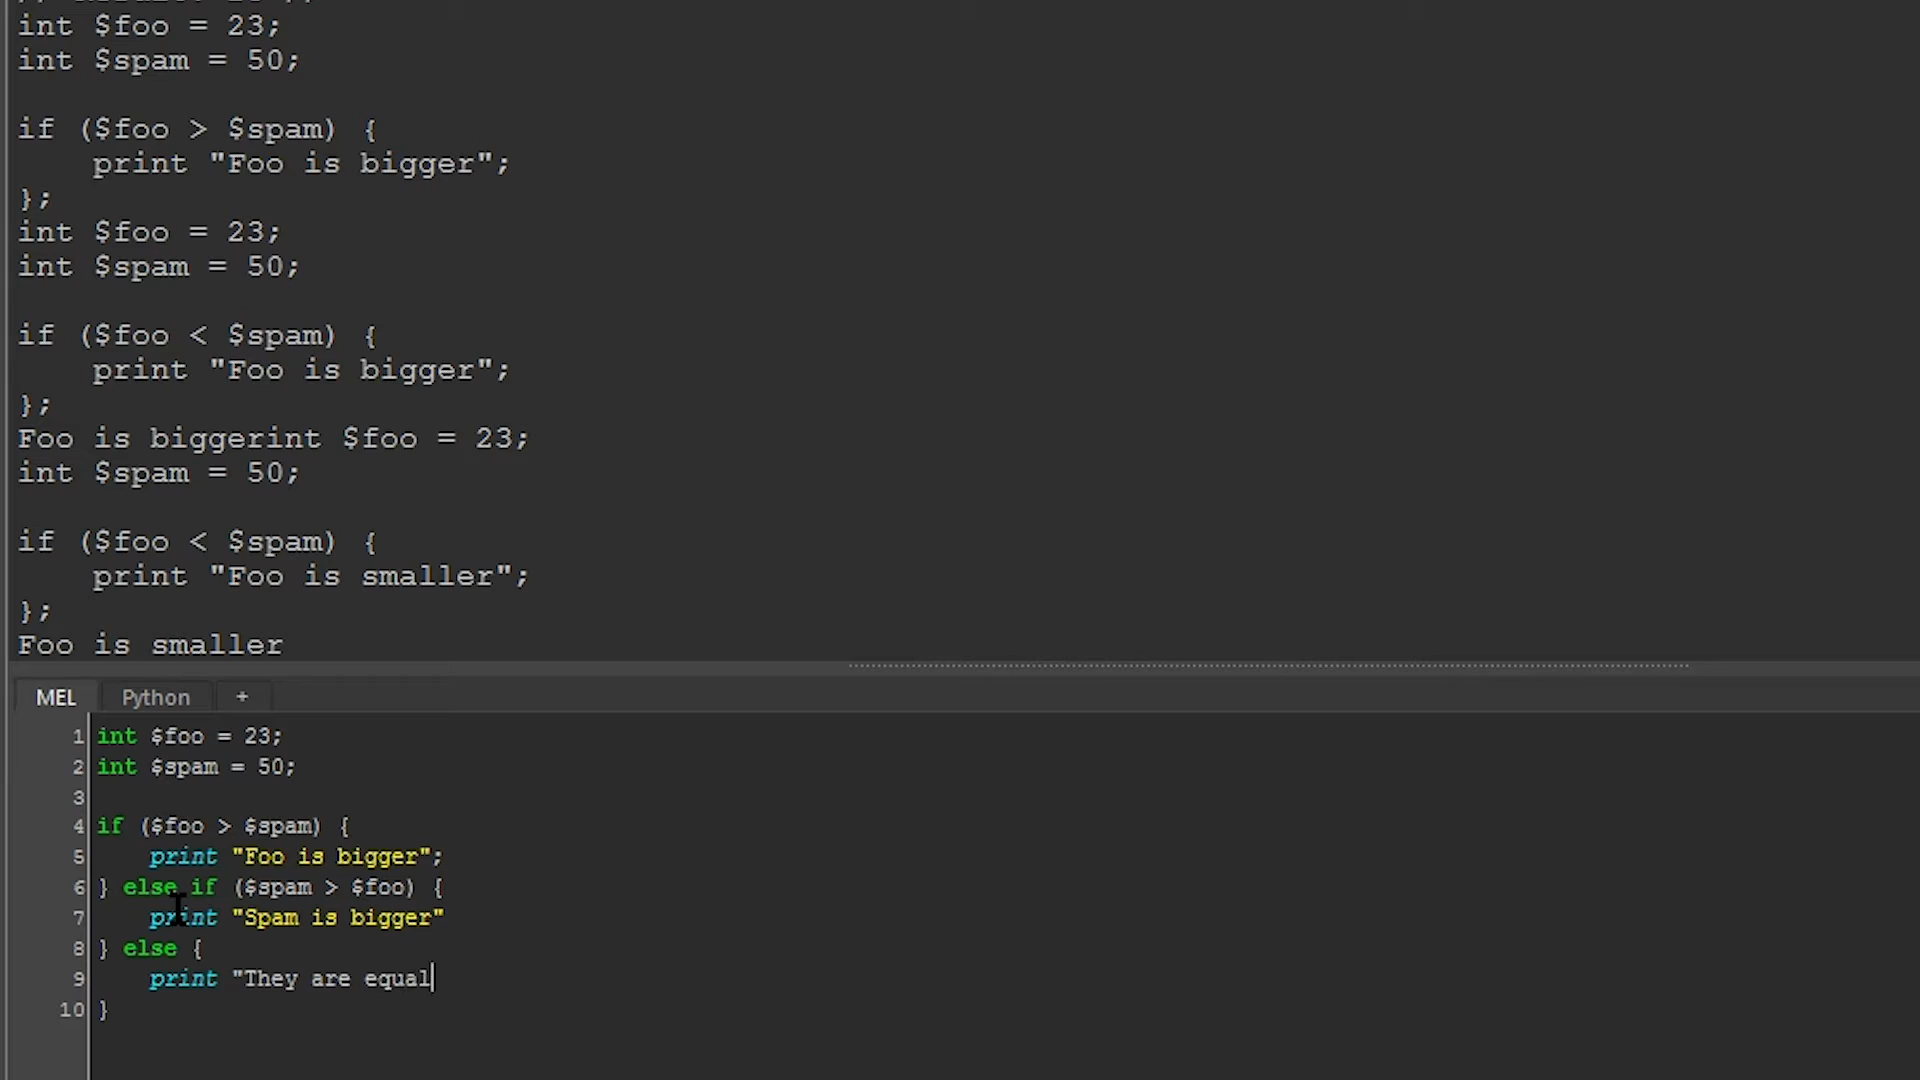 int $foo = 23;
int $spam = 50;

if ($foo > $spam) {
    print "Foo is bigger";
};
int $foo = 23;
int $spam = 50;

if ($foo < $spam) {
    print "Foo is bigger";
};
Foo is biggerint $foo = 23;
int $spam = 50;

if ($foo < $spam) {
    print "Foo is smaller";
};
Foo is smaller
MEL Python +
1 int $foo = 23;
2 int $spam = 50;
3
4 if ($foo > $spam) {
5     print "Foo is bigger";
6 } else if ($spam > $foo) {
7     print "Spam is bigger"
8 } else {
9     print "They are equal
10 }